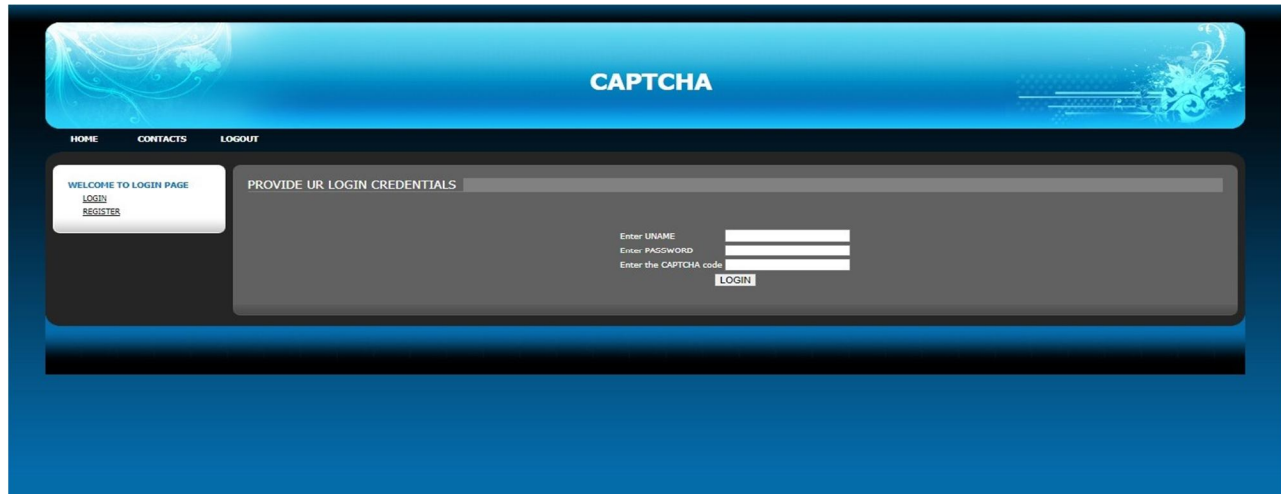 CAPTCHA
HOME CONTACTS LOGOUT
WELCOME TO LOGIN PAGE
LOGIN
REGISTER
PROVIDE UR LOGIN CREDENTIALS
Enter UNAME
Enter PASSWORD
Enter the CAPTCHA code
LOGIN